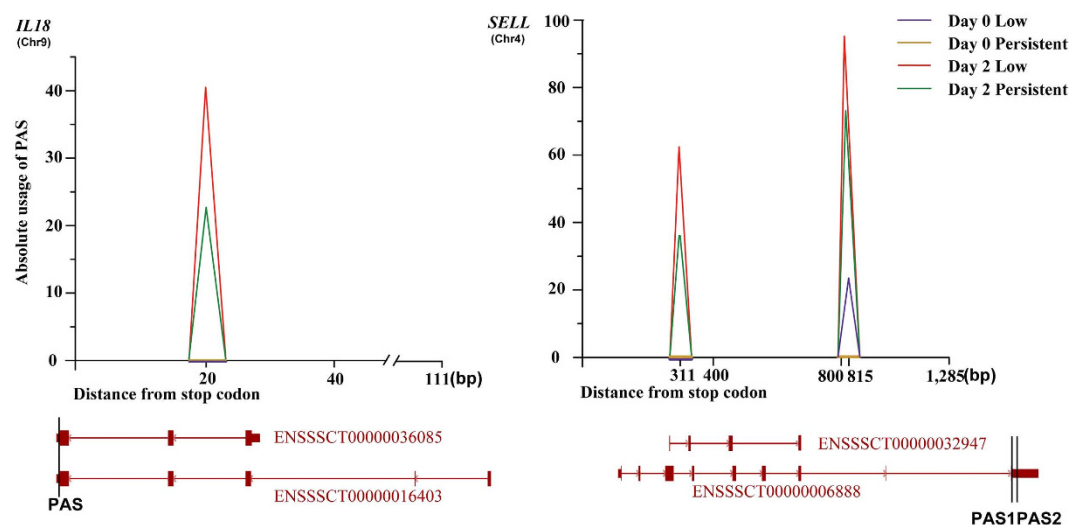 IL18
(Chr9)
Absolute usage of PAS
40
30
20
10
0
20
40
111(bp)
Distance from stop codon
ENSSSCT00000036085
ENSSSCT00000016403
PAS
SELL
(Chr4)
100
80
60
40
20
0
Day 0 Low
Day 0 Persistent
Day 2 Low
Day 2 Persistent
311 400 800 815 1,285(bp)
Distance from stop codon
ENSSSCT00000032947
ENSSSCT00000006888
PAS1PAS2